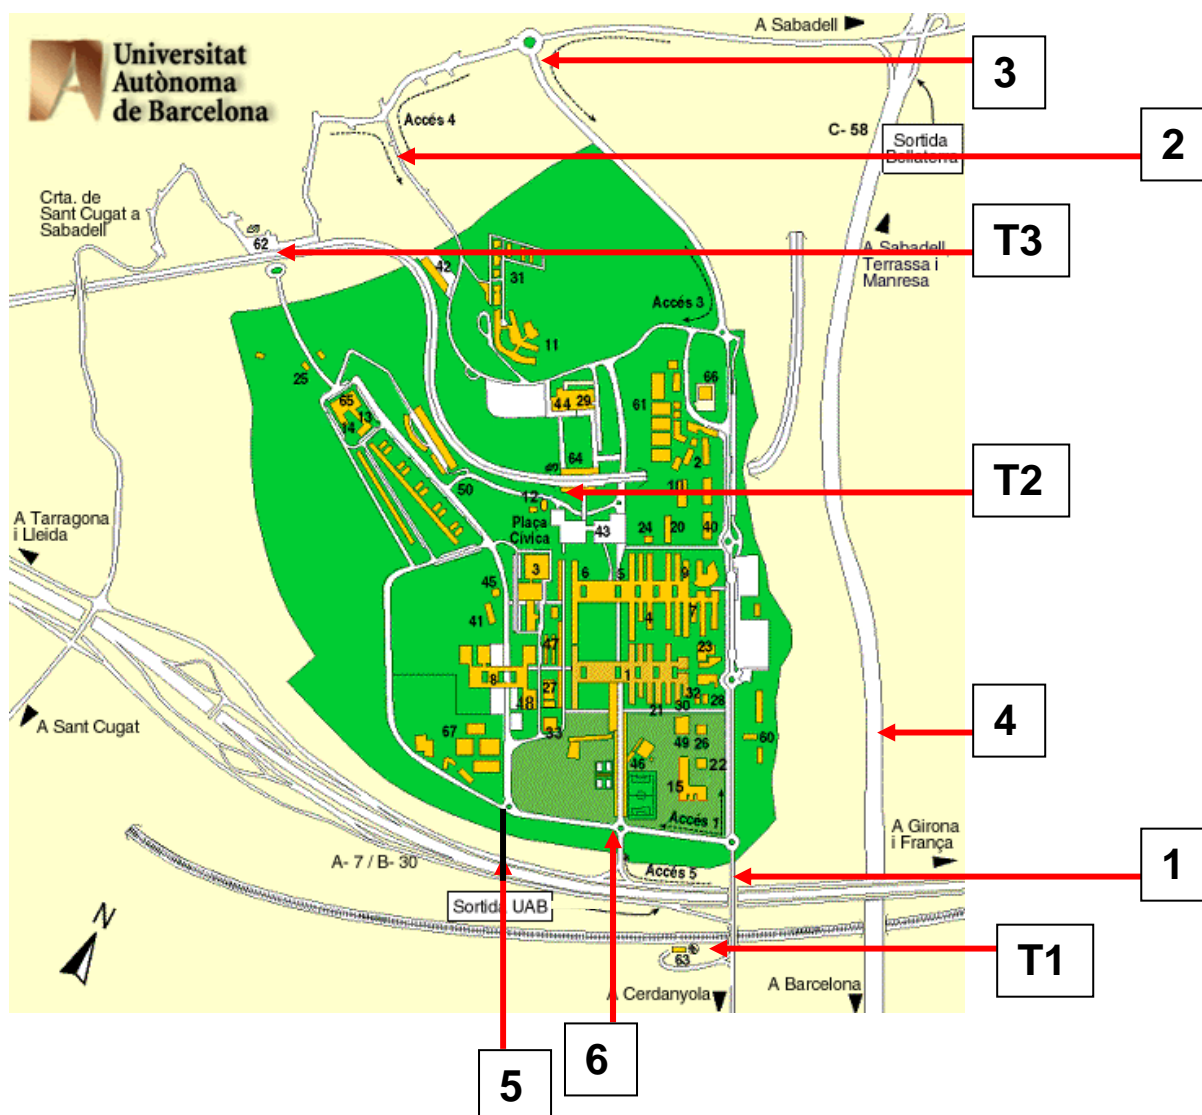 Universitat
Autònoma
de Barcelona
A Sabadell
3
Accés 4
C- 58
Sortida
Bellaterra
2
Crta. de
Sant Cugat a
Sabadell
62
T3
A Sabadell,
Terrassa i
Manresa
42
31
Accés 3
11
25
66
65
13
14
44
29
61
64
2
50
12
10
T2
A Tarragona
i Lleida
Plaça
Cívica
43
24
20
40
3
6
5
9
45
41
4
7
47
23
8
27
1
48
32
28
21
30
A Sant Cugat
67
33
49
26
60
4
46
22
15
Accés 1
A Girona
i França
A- 7 / B- 30
Accés 5
1
Sortida UAB
N
63
T1
A Cerdanyola
A Barcelona
5
6